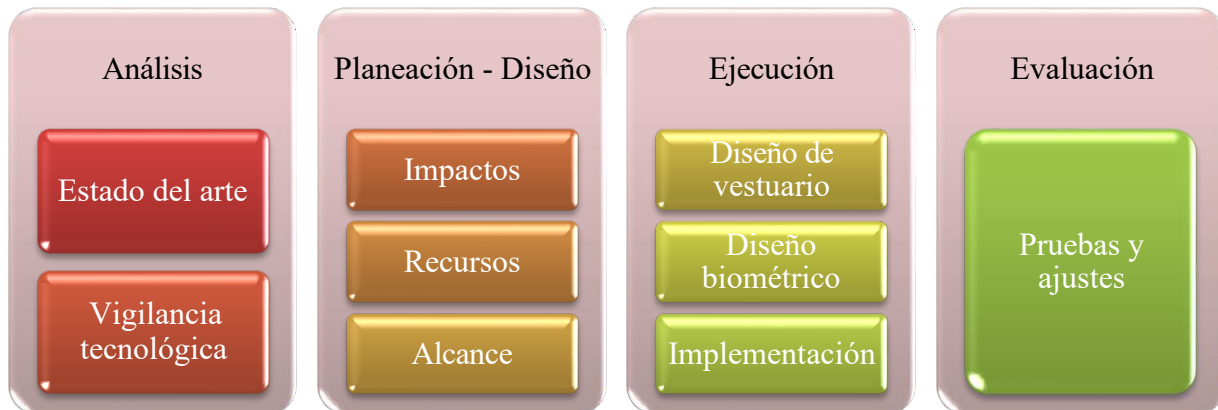 Análisis
Estado del arte
Vigilancia
tecnológica
Planeación - Diseño
Impactos
Recursos
Alcance
Ejecución
Diseño de
vestuario
Diseño
biométrico
Implementación
Evaluación
Pruebas y
ajustes